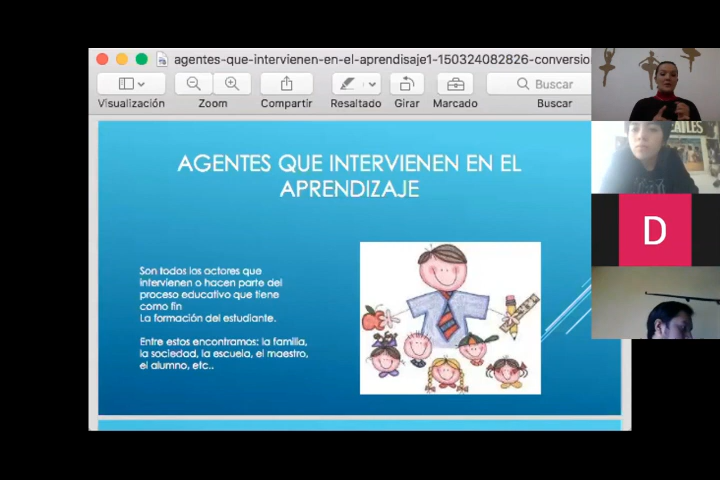 agentes-que-intervienen-en-el-aprendisaje1-150324082826-conversio
Visualización
Zoom
Compartir
Resaltado
Girar
Marcado
Buscar
Buscar
AGENTES QUE INTERVIENEN EN EL
APRENDIZAJE
Son todos los actores que
intervienen o hacen parte del
proceso educativo que tiene
como fin
La formación del estudiante.
Entre estos encontramos: la familia,
la sociedad, la escuela, el maestro,
el alumno, etc..
D